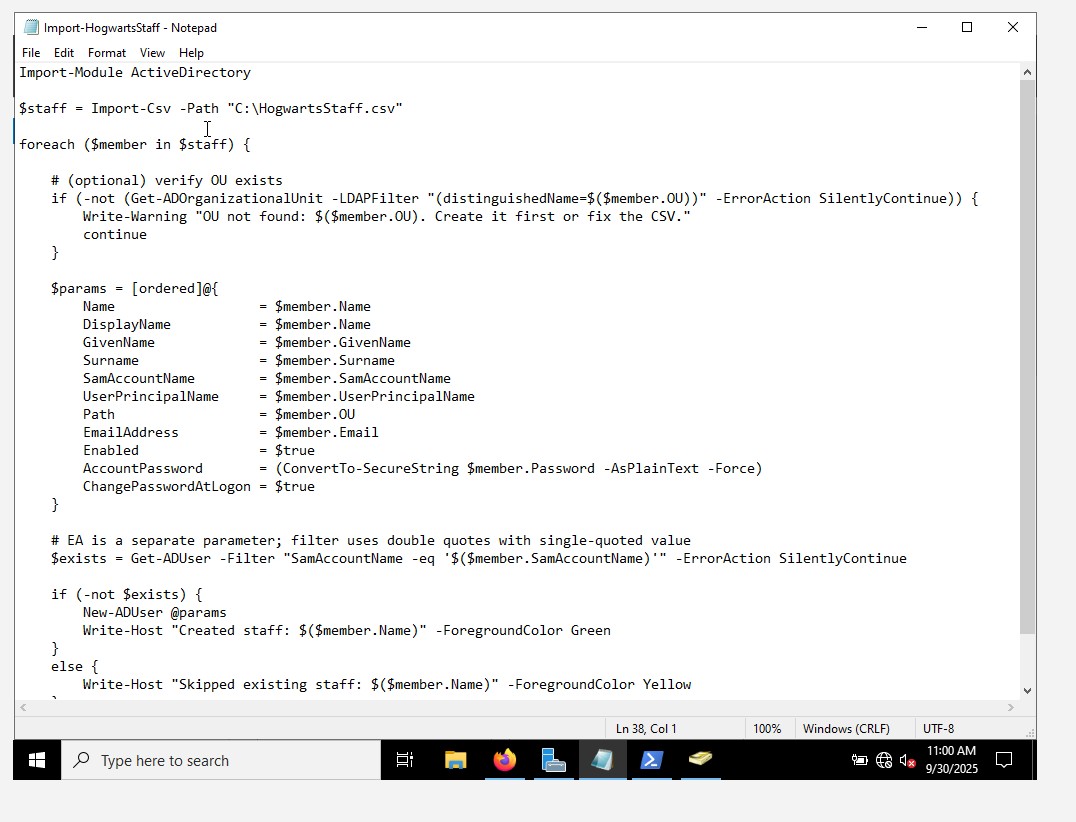 Import-HogwartsStaff - Notepad
File Edit Format View Help
Import-Module ActiveDirectory
$staff = Import-Csv -Path "C:\HogwartsStaff.csv"
foreach ($member in $staff) {
    # (optional) verify OU exists
    if (-not (Get-ADOrganizationalUnit -LDAPFilter "(distinguishedName=$($member.OU))" -ErrorAction SilentlyContinue)) {
        Write-Warning "OU not found: $($member.OU). Create it first or fix the CSV."
        continue
    }
    $params = [ordered]@{
        Name                  = $member.Name
        DisplayName           = $member.Name
        GivenName             = $member.GivenName
        Surname               = $member.Surname
        SamAccountName        = $member.SamAccountName
        UserPrincipalName     = $member.UserPrincipalName
        Path                  = $member.OU
        EmailAddress          = $member.Email
        Enabled               = $true
        AccountPassword       = (ConvertTo-SecureString $member.Password -AsPlainText -Force)
        ChangePasswordAtLogon = $true
    }
    # EA is a separate parameter; filter uses double quotes with single-quoted value
    $exists = Get-ADUser -Filter "SamAccountName -eq '$($member.SamAccountName)'" -ErrorAction SilentlyContinue
    if (-not $exists) {
        New-ADUser @params
        Write-Host "Created staff: $($member.Name)" -ForegroundColor Green
    }
    else {
        Write-Host "Skipped existing staff: $($member.Name)" -ForegroundColor Yellow
Ln 38, Col 1 100% Windows (CRLF) UTF-8
Type here to search
11:00 AM
9/30/2025